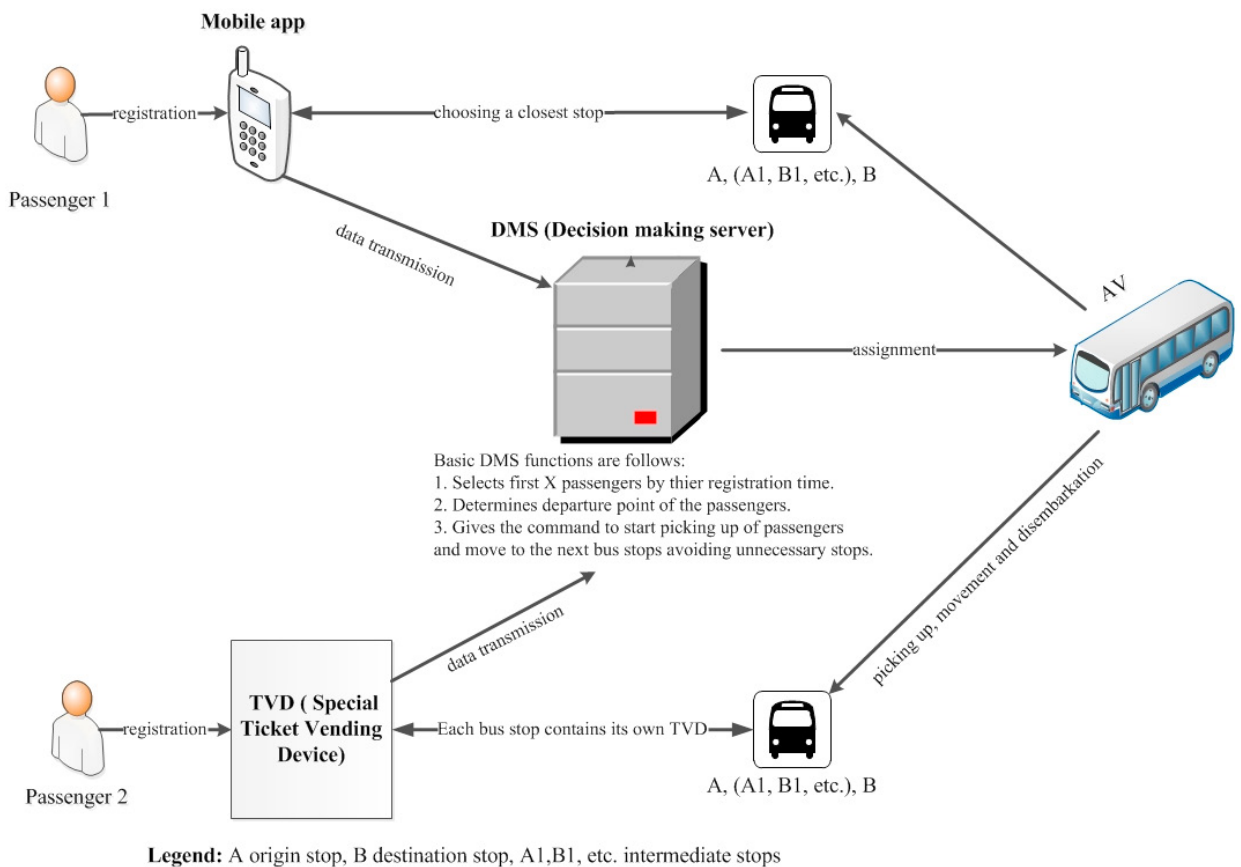 Mobile app
registration
choosing a closest stop
Passenger 1
A, (A1, B1, etc.), B
data transmission
DMS (Decision making server)
AV
assignment
Basic DMS functions are follows:
1. Selects first X passengers by thier registration time.
2. Determines departure point of the passengers.
3. Gives the command to start picking up of passengers
and move to the next bus stops avoiding unnecessary stops.
picking up, movement and disembarkation
data transmission
TVD ( Special
Ticket Vending
Device)
registration
Each bus stop contains its own TVD
Passenger 2
A, (A1, B1, etc.), B
Legend: A origin stop, B destination stop, A1,B1, etc. intermediate stops